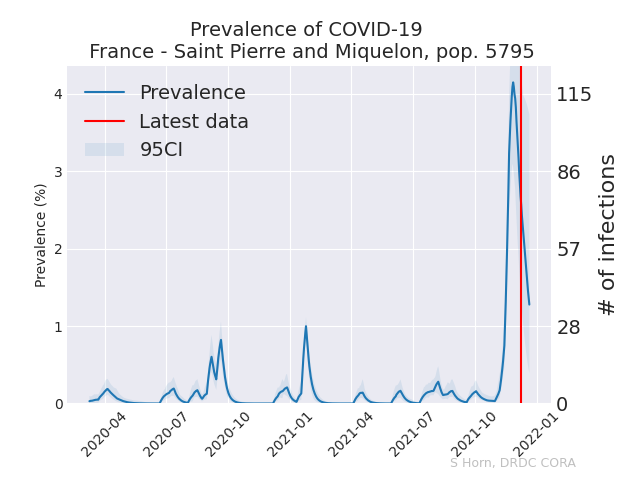 Prevalence of COVID-19
France - Saint Pierre and Miquelon, pop. 5795
Prevalence
Latest data
95CI
Prevalence (%)
4
3
2
1
0
# of infections
115
86
57
28
0
2020-04
2020-07
2020-10
2021-01
2021-04
2021-07
2021-10
2022-01
S Horn, DRDC CORA